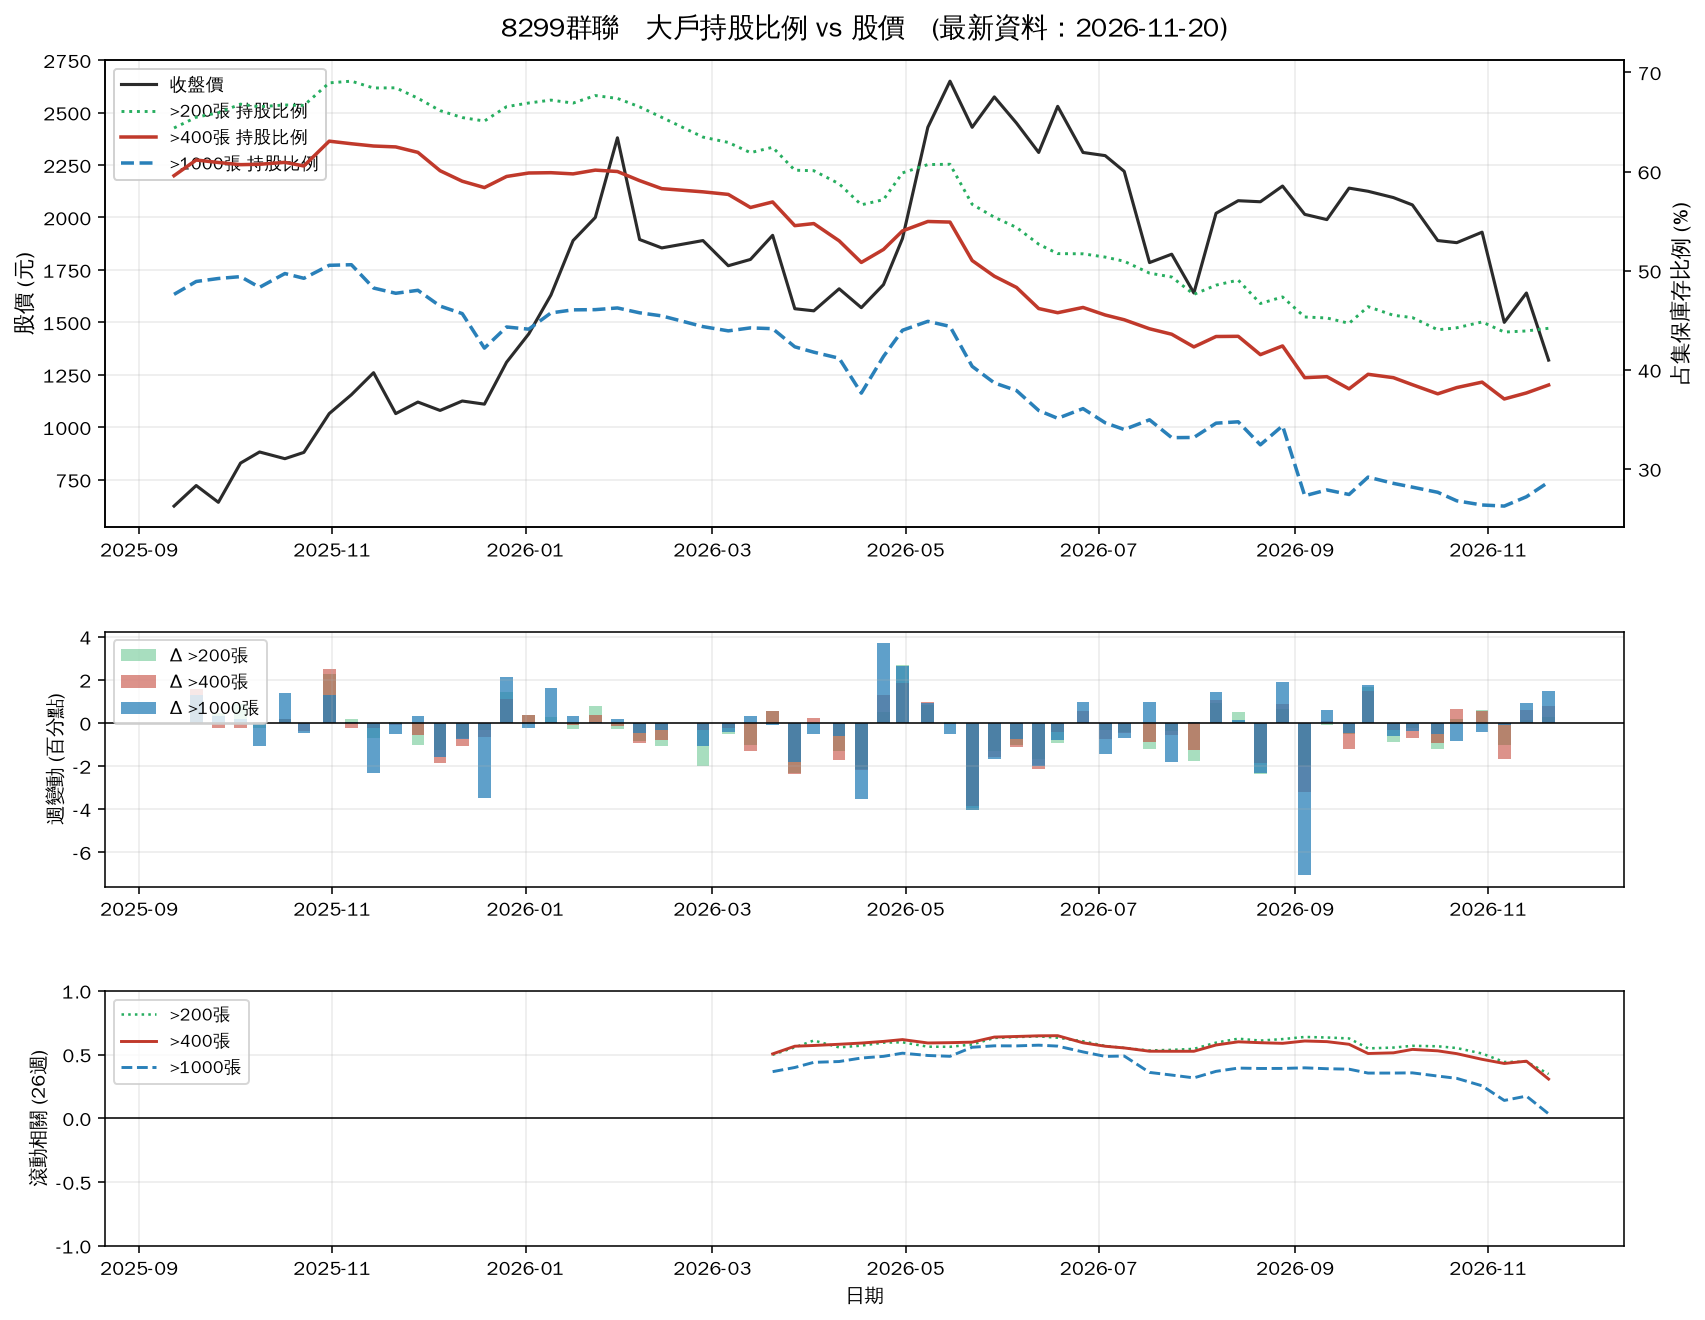 8299群聯　大戶持股比例 vs 股價　(最新資料：2026-11-20)
股價 (元)
2750
2500
2250
2000
1750
1500
1250
1000
750
收盤價
>200張 持股比例
>400張 持股比例
>1000張 持股比例
70
60
50
40
30
占集保庫存比例 (%)
2025-09 2025-11 2026-01 2026-03 2026-05 2026-07 2026-09 2026-11
週變動 (百分點)
4
2
0
-2
-4
-6
Δ >200張
Δ >400張
Δ >1000張
2025-09 2025-11 2026-01 2026-03 2026-05 2026-07 2026-09 2026-11
滾動相關 (26週)
1.0
0.5
0.0
-0.5
-1.0
>200張
>400張
>1000張
2025-09 2025-11 2026-01 2026-03 2026-05 2026-07 2026-09 2026-11
日期